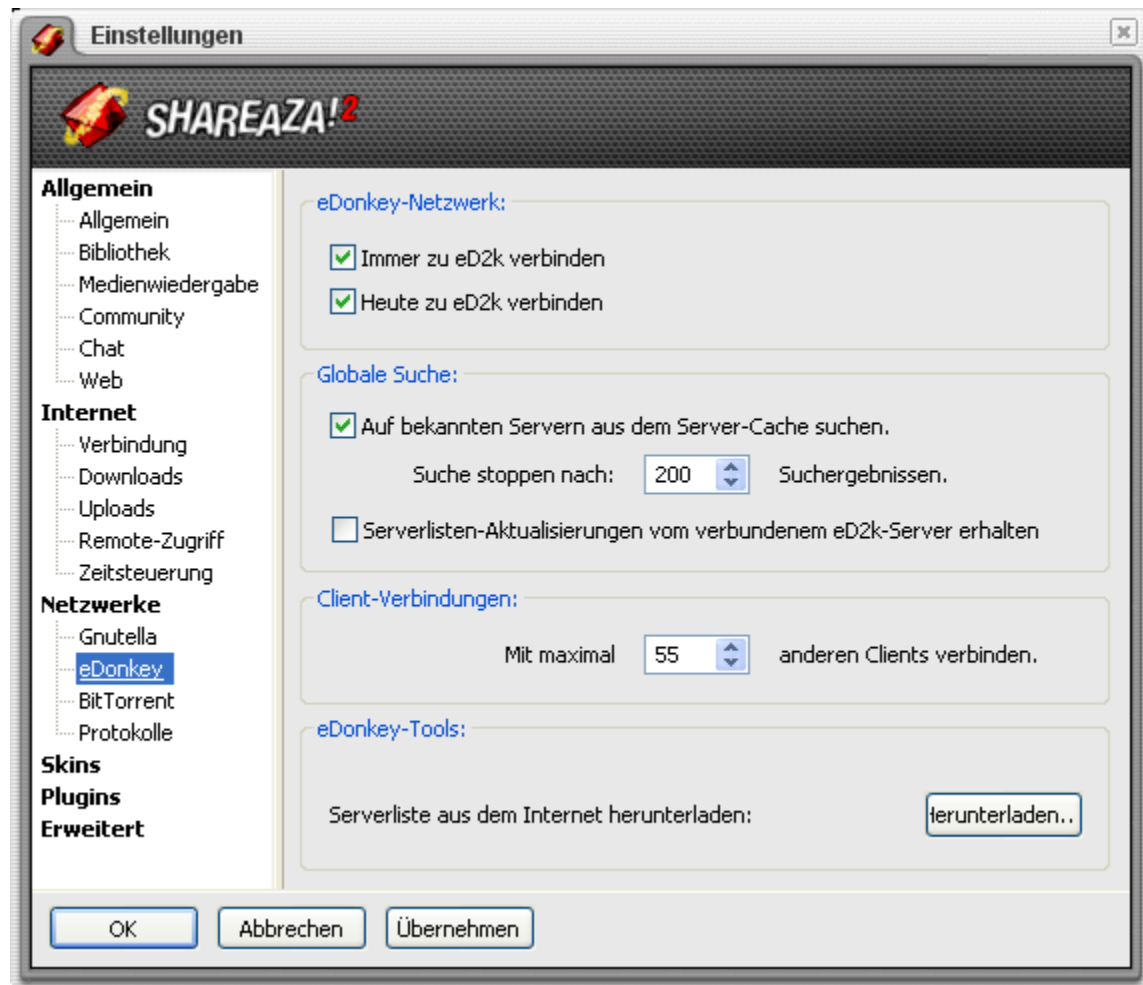 Einstellungen
SHAREAZA!2
Allgemein
Allgemein
Bibliothek
Medienwiedergabe
Community
Chat
Web
Internet
Verbindung
Downloads
Uploads
Remote-Zugriff
Zeitsteuerung
Netzwerke
Gnutella
eDonkey
BitTorrent
Protokolle
Skins
Plugins
Erweitert
eDonkey-Netzwerk:
Immer zu eD2k verbinden
Heute zu eD2k verbinden
Globale Suche:
Auf bekannten Servern aus dem Server-Cache suchen.
Suche stoppen nach: 200 Suchergebnissen.
Serverlisten-Aktualisierungen vom verbundenem eD2k-Server erhalten
Client-Verbindungen:
Mit maximal 55 anderen Clients verbinden.
eDonkey-Tools:
Serverliste aus dem Internet herunterladen: Herunterladen..
OK Abbrechen Übernehmen